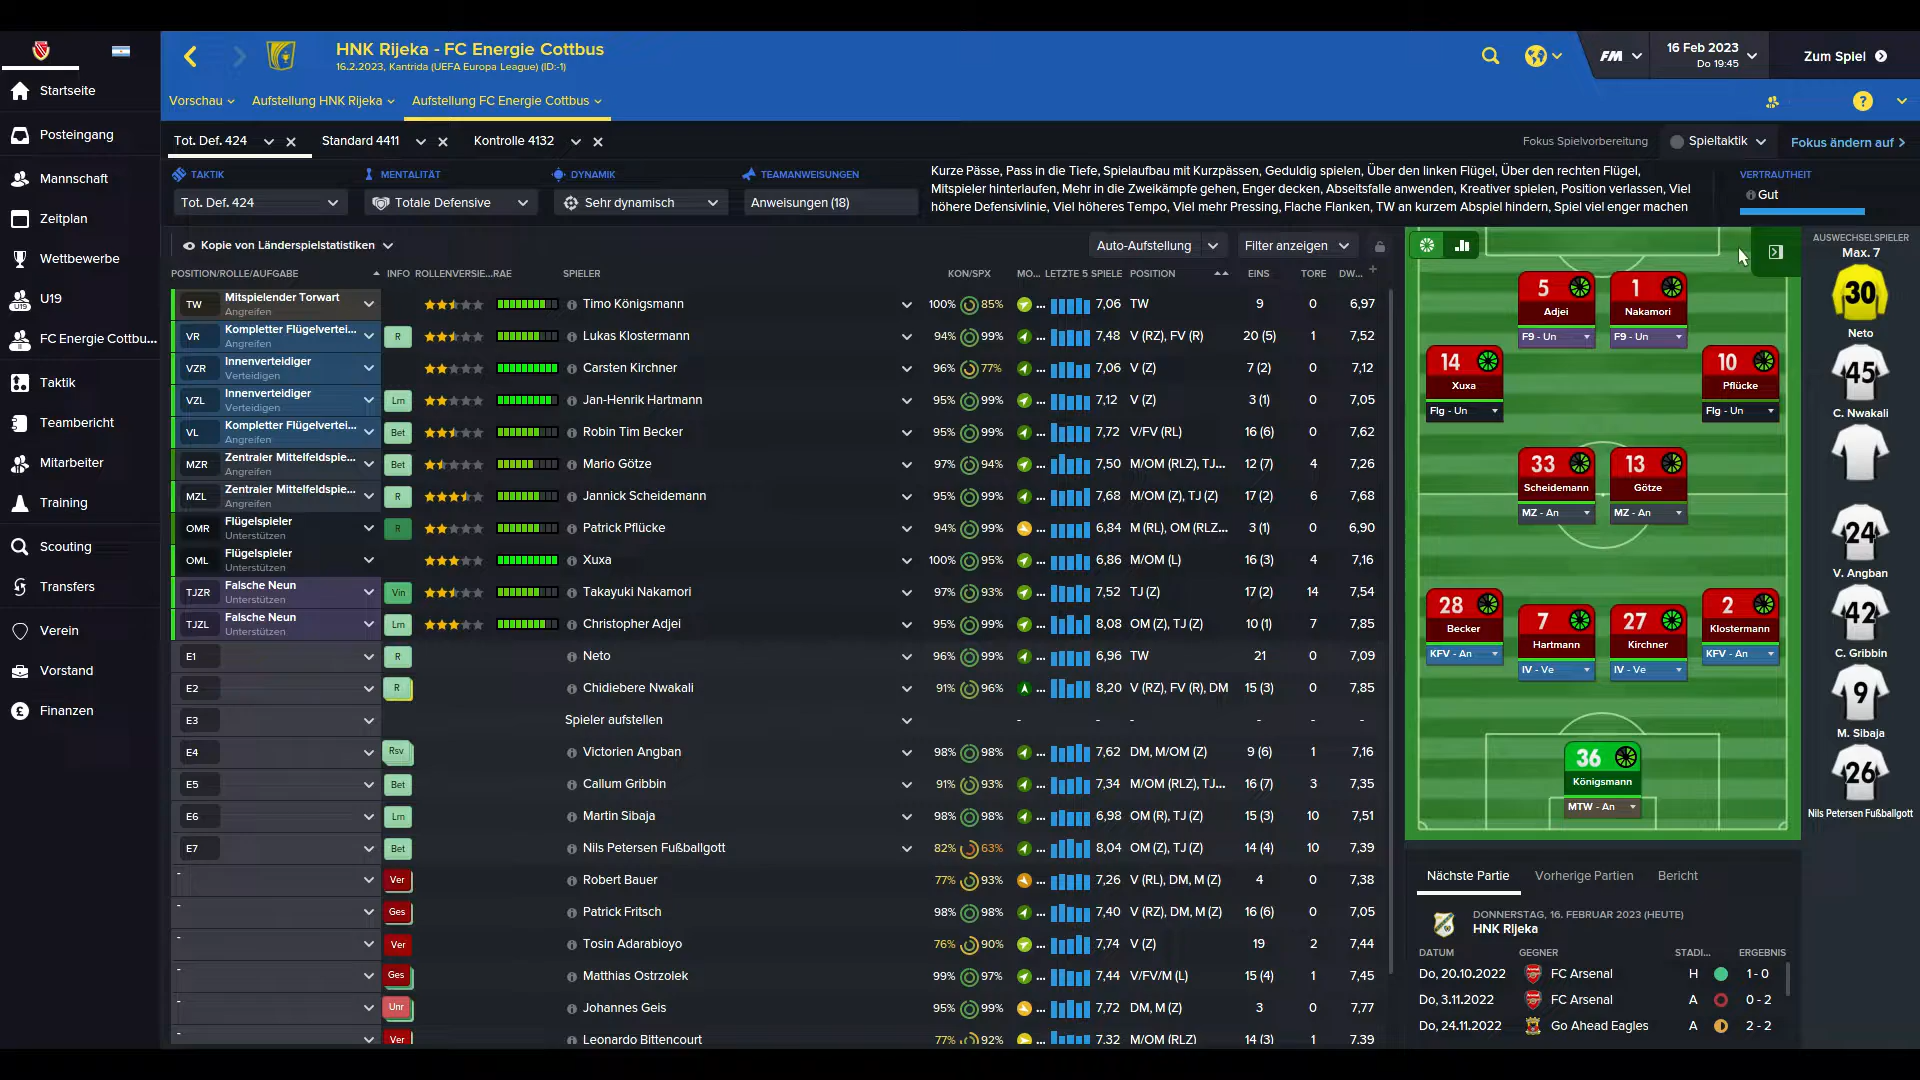 HNK Rijeka - FC Energie Cottbus
16.2.2023, Kantrida (UEFA Europa League) (ID:-1)
FM
16 Feb 2023
Do 19:45
Zum Spiel
Vorschau
Aufstellung HNK Rijeka
Aufstellung FC Energie Cottbus
?
Startseite
Posteingang
Mannschaft
Zeitplan
Wettbewerbe
U19
FC Energie Cottbu...
Taktik
Teambericht
Mitarbeiter
Training
Scouting
Transfers
Verein
Vorstand
Finanzen
Tot. Def. 424
Standard 4411
Kontrolle 4132
Fokus Spielvorbereitung
Spieltaktik
Fokus ändern auf >
TAKTIK
MENTALITÄT
DYNAMIK
TEAMANWEISUNGEN
Tot. Def. 424
Totale Defensive
Sehr dynamisch
Anweisungen (18)
Kurze Pässe, Pass in die Tiefe, Spielaufbau mit Kurzpässen, Geduldig spielen, Über den linken Flügel, Über den rechten Flügel,
Mitspieler hinterlaufen, Mehr in die Zweikämpfe gehen, Enger decken, Abseitsfalle anwenden, Kreativer spielen, Position verlassen, Viel
höhere Defensivlinie, Viel höheres Tempo, Viel mehr Pressing, Flache Flanken, TW an kurzem Abspiel hindern, Spiel viel enger machen
VERTRAUTHEIT
Gut
Kopie von Länderspielstatistiken
Auto-Aufstellung
Filter anzeigen
POSITION/ROLLE/AUFGABE INFO ROLLENVERSIE...RAE SPIELER KON/SPX MO... LETZTE 5 SPIELE POSITION EINS TORE DW...
TW Mitspielender Torwart Angreifen Timo Königsmann 100% 85% ... 7,06 TW 9 0 6,97
VR Kompletter Flügelvertei... Angreifen R Lukas Klostermann 94% 99% ... 7,48 V (RZ), FV (R) 20 (5) 1 7,52
VZR Innenverteidiger Verteidigen Carsten Kirchner 96% 77% ... 7,06 V (Z) 7 (2) 0 7,12
VZL Innenverteidiger Verteidigen Lrn Jan-Henrik Hartmann 95% 99% ... 7,12 V (Z) 3 (1) 0 7,05
VL Kompletter Flügelvertei... Angreifen Bet Robin Tim Becker 95% 99% ... 7,72 V/FV (RL) 16 (6) 0 7,62
MZR Zentraler Mittelfeldspie... Angreifen Bet Mario Götze 97% 94% ... 7,50 M/OM (RLZ), TJ... 12 (7) 4 7,26
MZL Zentraler Mittelfeldspie... Angreifen R Jannick Scheidemann 95% 99% ... 7,68 M/OM (Z), TJ (Z) 17 (2) 6 7,68
OMR Flügelspieler Unterstützen R Patrick Pflücke 94% 99% ... 6,84 M (RL), OM (RLZ... 3 (1) 0 6,90
OML Flügelspieler Unterstützen Xuxa 100% 95% ... 6,86 M/OM (L) 16 (3) 4 7,16
TJZR Falsche Neun Unterstützen Vin Takayuki Nakamori 97% 93% ... 7,52 TJ (Z) 17 (2) 14 7,54
TJZL Falsche Neun Unterstützen Lrn Christopher Adjei 95% 99% ... 8,08 OM (Z), TJ (Z) 10 (1) 7 7,85
E1 R Neto 96% 99% ... 6,96 TW 21 0 7,09
E2 R Chidiebere Nwakali 91% 96% ... 8,20 V (RZ), FV (R), DM 15 (3) 0 7,85
E3 Spieler aufstellen - - - - - -
E4 Rsv Victorien Angban 98% 98% ... 7,62 DM, M/OM (Z) 9 (6) 1 7,16
E5 Bet Callum Gribbin 91% 93% ... 7,34 M/OM (RLZ), TJ... 16 (7) 3 7,35
E6 Lrn Martin Sibaja 98% 98% ... 6,98 OM (R), TJ (Z) 15 (3) 10 7,51
E7 Bet Nils Petersen Fußballgott 82% 63% ... 8,04 OM (Z), TJ (Z) 14 (4) 10 7,39
- Ver Robert Bauer 77% 93% ... 7,26 V (RL), DM, M (Z) 4 0 7,38
- Ges Patrick Fritsch 98% 98% ... 7,40 V (RZ), DM, M (Z) 16 (6) 0 7,05
- Ver Tosin Adarabioyo 76% 90% ... 7,74 V (Z) 19 2 7,44
- Ges Matthias Ostrzolek 99% 97% ... 7,44 V/FV/M (L) 15 (4) 1 7,45
- Unr Johannes Geis 95% 99% ... 7,72 DM, M (Z) 3 0 7,77
- Ver Leonardo Bittencourt 77% 92% ... 7,32 M/OM (RLZ) 14 (3) 1 7,39
5 Adjei F9 - Un
1 Nakamori F9 - Un
14 Xuxa Flg - Un
10 Pflücke Flg - Un
33 Scheidemann MZ - An
13 Götze MZ - An
28 Becker KFV - An
7 Hartmann IV - Ve
27 Kirchner IV - Ve
2 Klostermann KFV - An
36 Königsmann MTW - An
AUSWECHSELSPIELER
Max. 7
30
Neto
45
C. Nwakali
24
V. Angban
42
C. Gribbin
9
M. Sibaja
26
Nils Petersen Fußballgott
Nächste Partie
Vorherige Partien
Bericht
DONNERSTAG, 16. FEBRUAR 2023 (HEUTE)
HNK Rijeka
DATUM GEGNER STADI... ERGEBNIS
Do, 20.10.2022 FC Arsenal H 1 - 0
Do, 3.11.2022 FC Arsenal A 0 - 2
Do, 24.11.2022 Go Ahead Eagles A 2 - 2